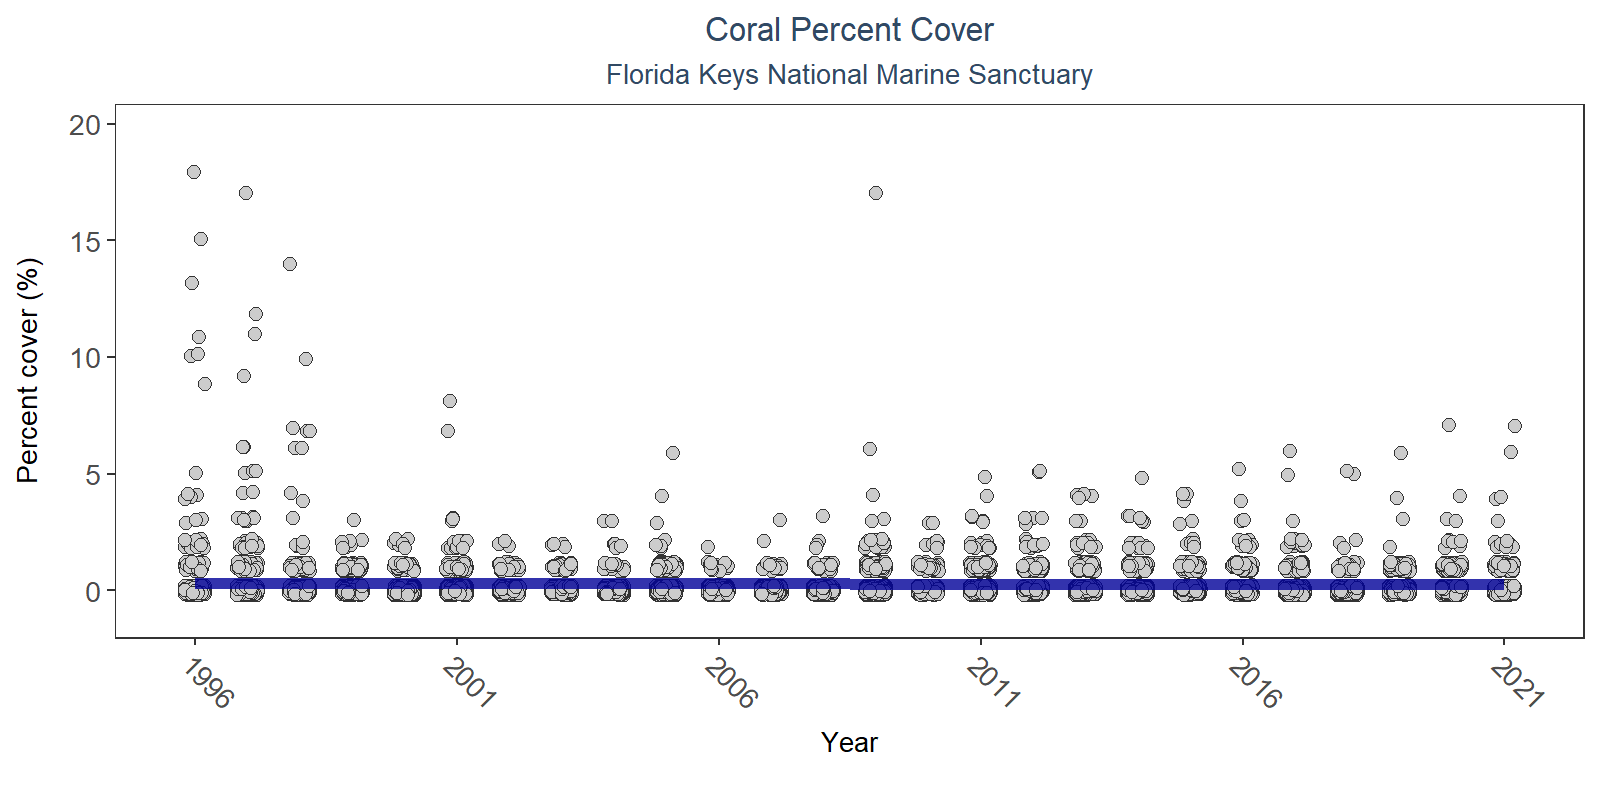 Coral Percent Cover
Florida Keys National Marine Sanctuary
Percent cover (%)
20
15
10
5
0
1996
2001
2006
2011
2016
2021
Year